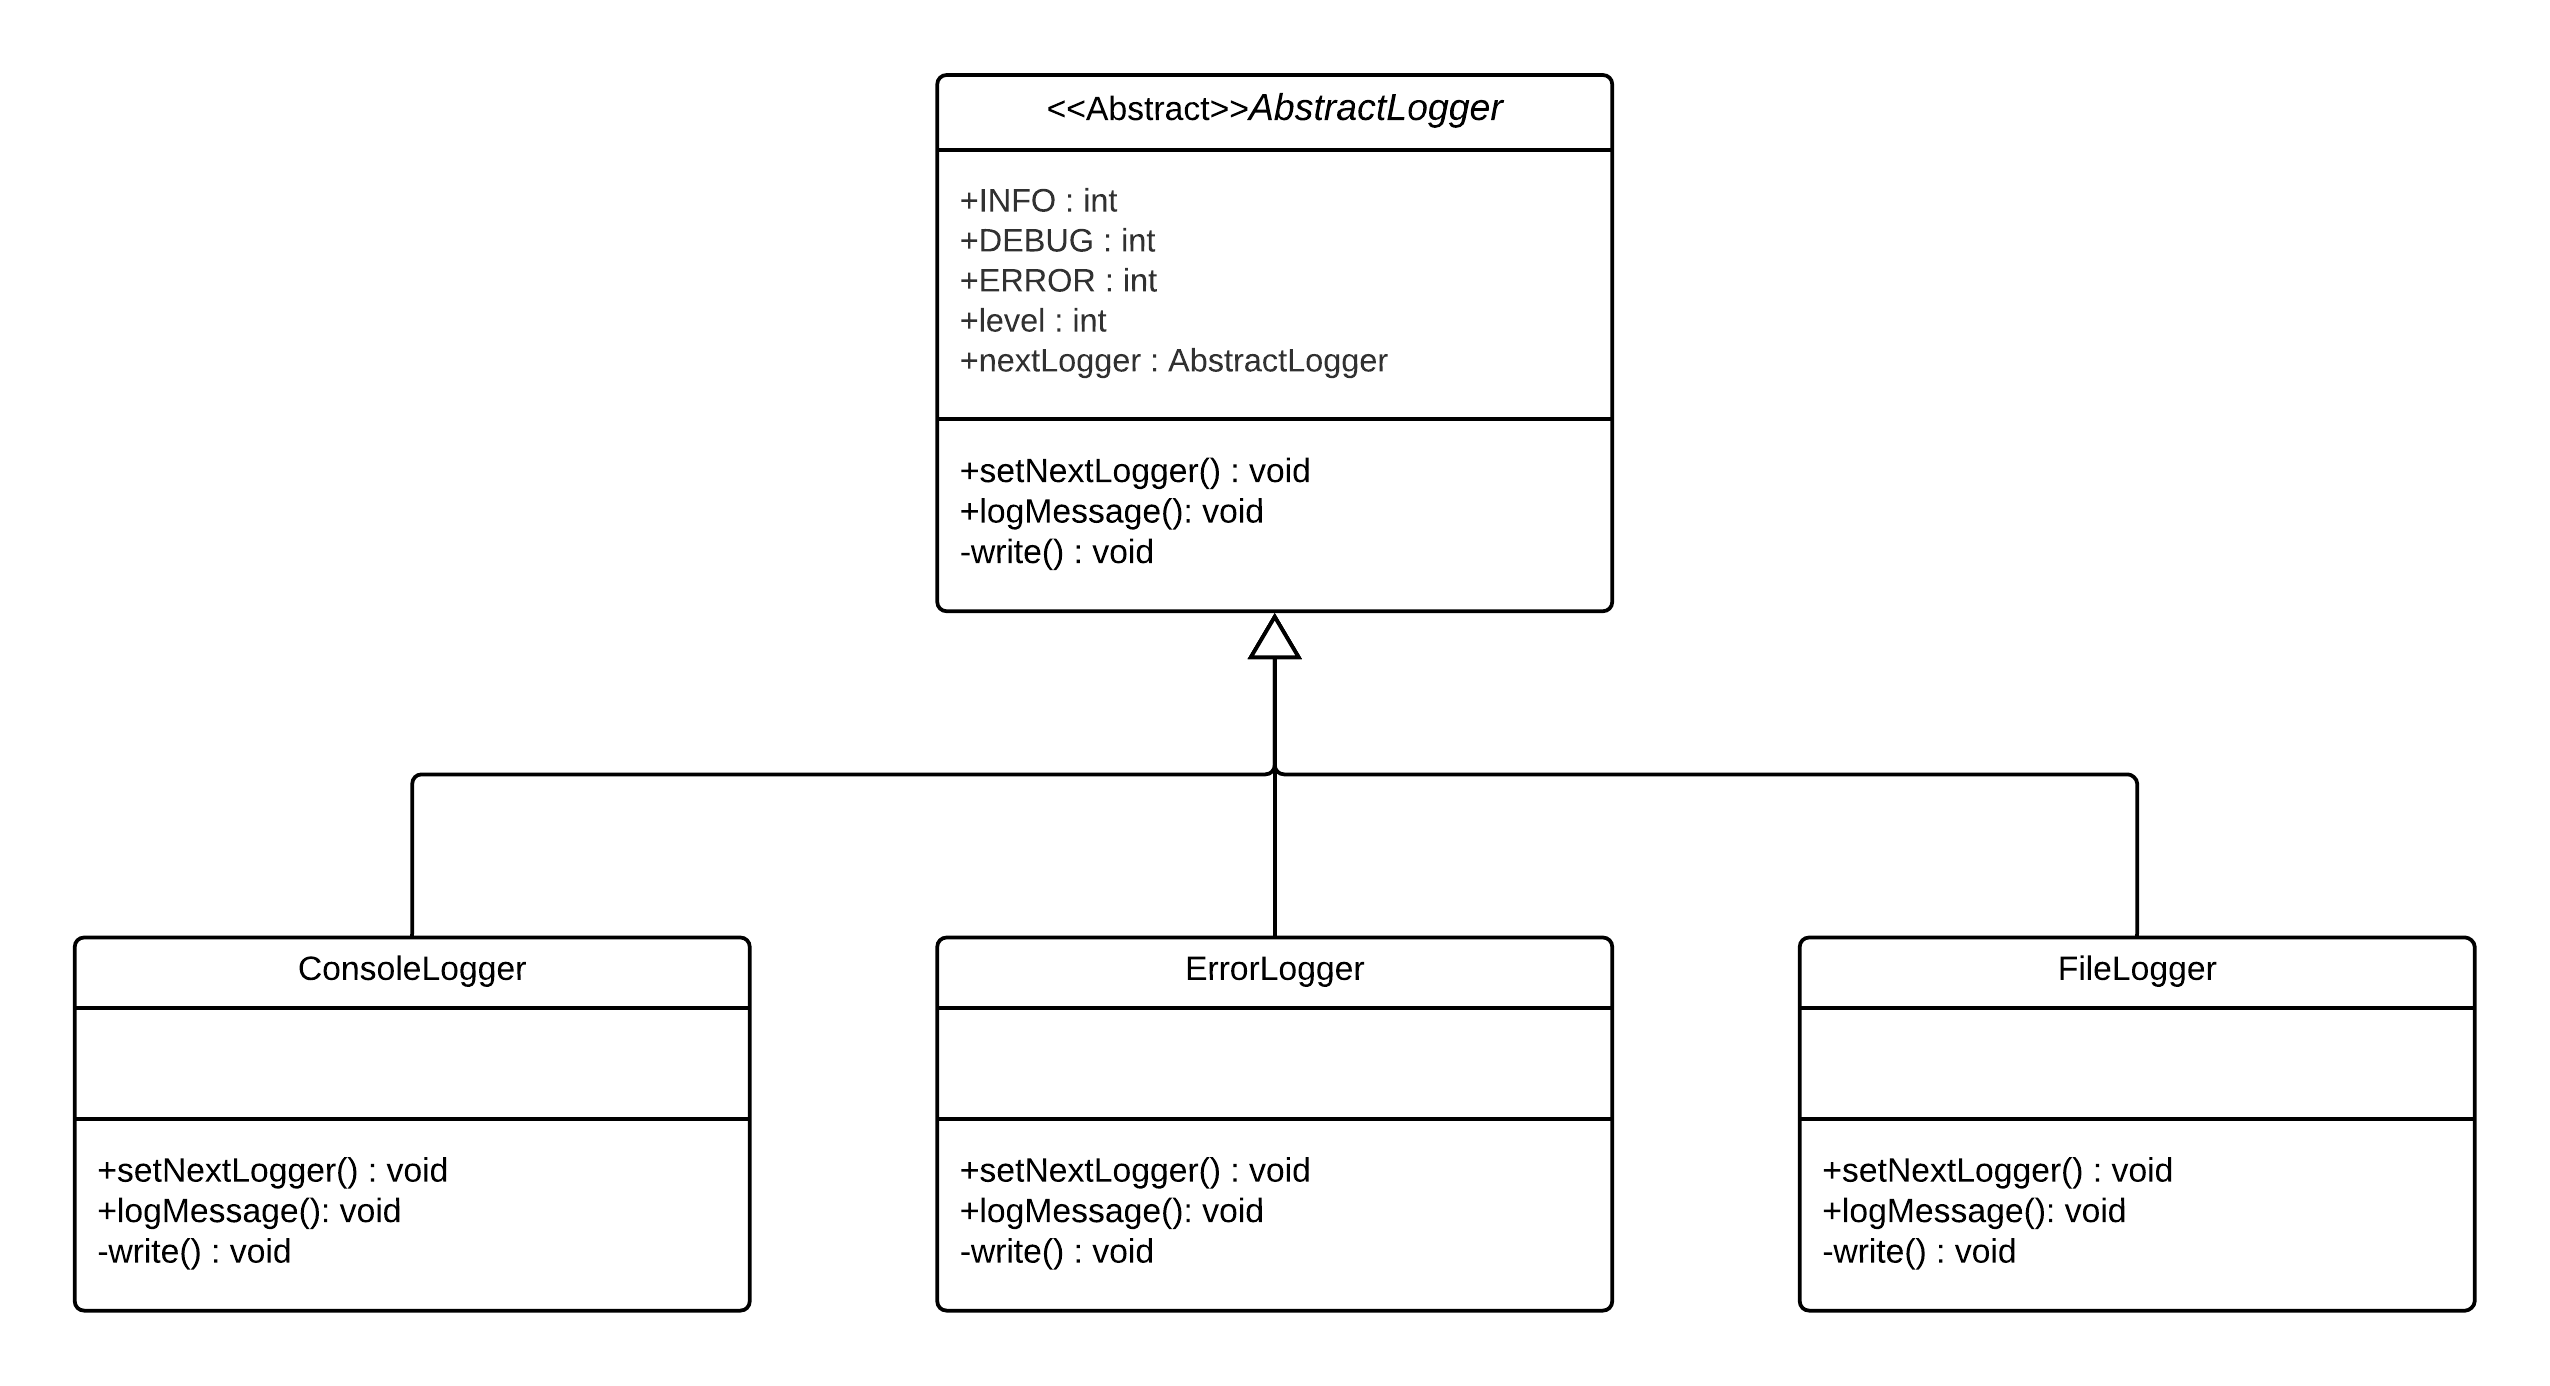 <<Abstract>>AbstractLogger
+INFO : int
+DEBUG : int
+ERROR : int
+level : int
+nextLogger : AbstractLogger
+setNextLogger() : void
+logMessage(): void
-write() : void
ConsoleLogger
+setNextLogger() : void
+logMessage(): void
-write() : void
ErrorLogger
+setNextLogger() : void
+logMessage(): void
-write() : void
FileLogger
+setNextLogger() : void
+logMessage(): void
-write() : void